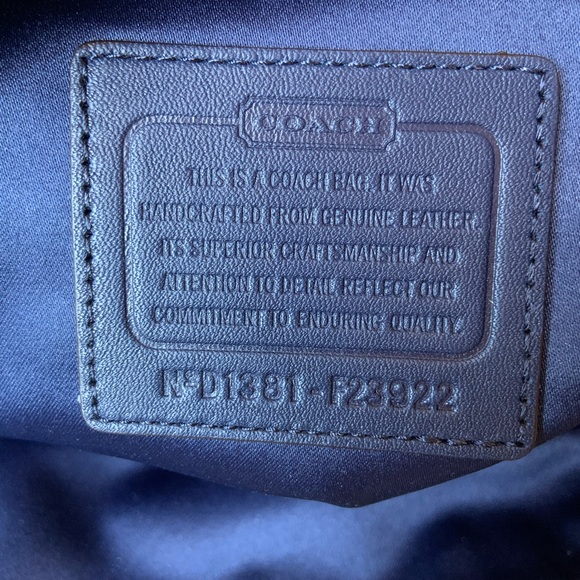 COACH
THIS IS A COACH BAG. IT WAS
HANDCRAFTED FROM GENUINE LEATHER.
ITS SUPERIOR CRAFTSMANSHIP AND
ATTENTION TO DETAIL REFLECT OUR
COMMITMENT TO ENDURING QUALITY.
Nº D1381-F23922